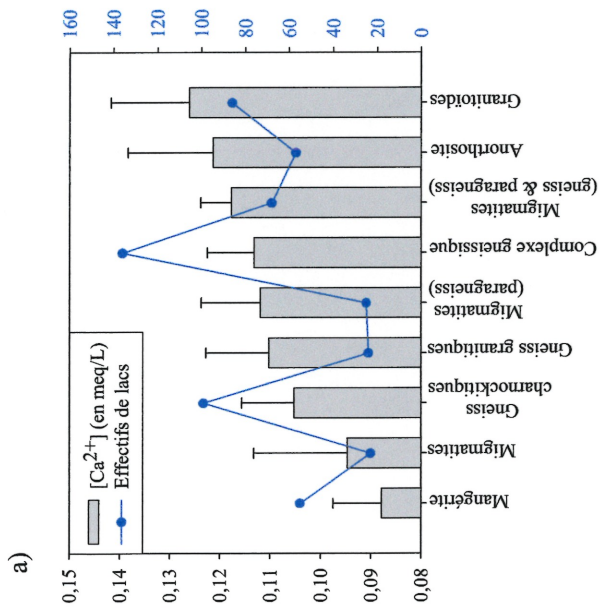 a)
160
140
120
100
80
60
40
20
0
[Ca2+] (en meq/L)
Effectifs de lacs
0,15
0,14
0,13
0,12
0,11
0,10
0,09
0,08
Mangérite
Migmatites
Gneiss
charnockitiques
Gneiss granitiques
Migmatites
(paragneiss)
Complexe gneissique
Migmatites
(gneiss & paragneiss)
Anorthosite
Granitoïdes